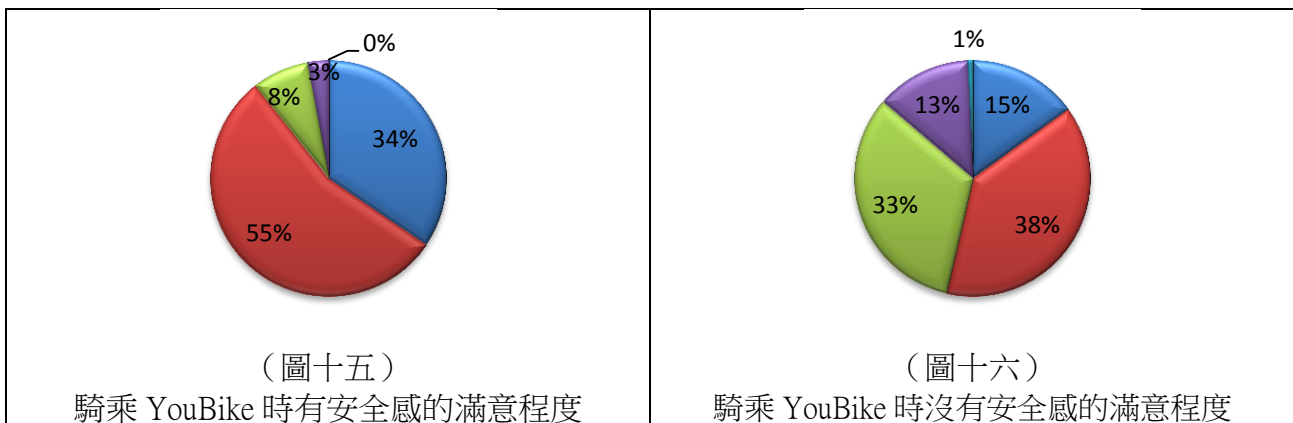 0%
3%
8%
34%
55%
（圖十五）
騎乘 YouBike 時有安全感的滿意程度
1%
13%
15%
33%
38%
（圖十六）
騎乘 YouBike 時沒有安全感的滿意程度